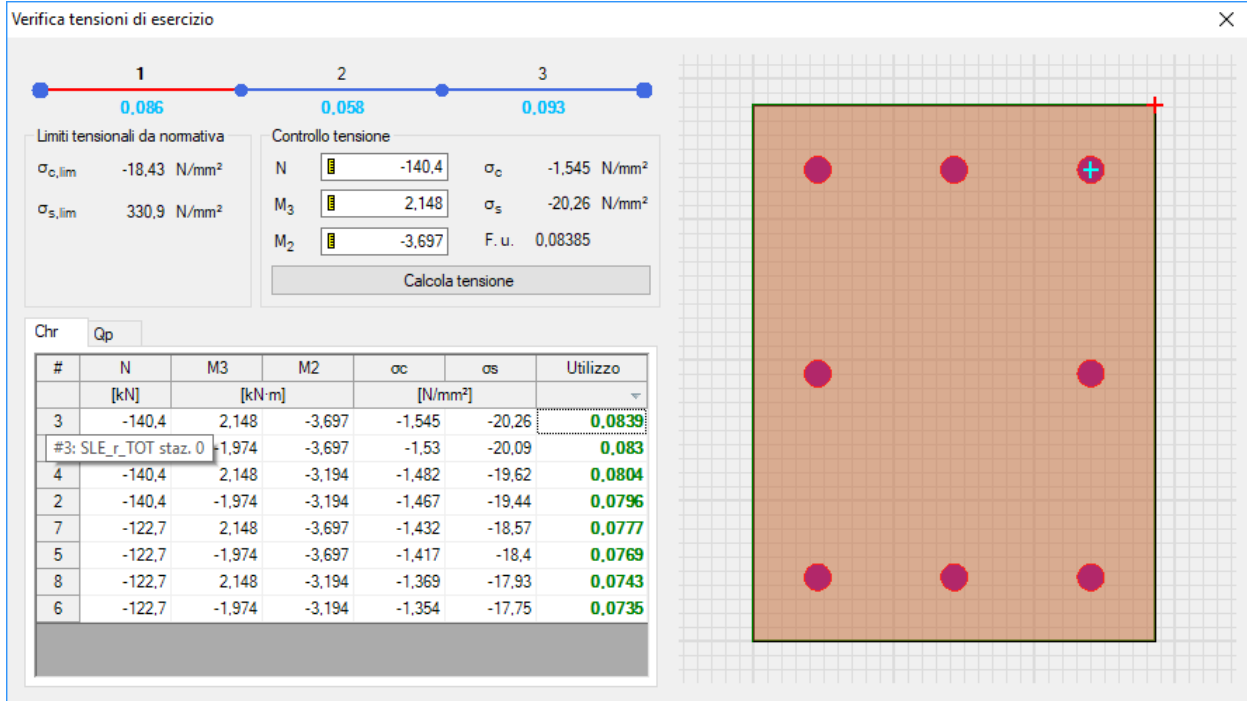 Verifica tensioni di esercizio
1 2 3
0,086 0,058 0,093
Limiti tensionali da normativa
σc,lim -18,43 N/mm²
σs,lim 330,9 N/mm²
Controllo tensione
N -140,4 σc -1,545 N/mm²
M3 2,148 σs -20,26 N/mm²
M2 -3,697 F. u. 0,08385
Calcola tensione
Chr Qp
# N M3 M2 σc σs Utilizzo
[kN] [kN·m] [N/mm²]
3 -140,4 2,148 -3,697 -1,545 -20,26 0,0839
#3: SLE_r_TOT staz. 0 -1,974 -3,697 -1,53 -20,09 0,083
4 -140,4 2,148 -3,194 -1,482 -19,62 0,0804
2 -140,4 -1,974 -3,194 -1,467 -19,44 0,0796
7 -122,7 2,148 -3,697 -1,432 -18,57 0,0777
5 -122,7 -1,974 -3,697 -1,417 -18,4 0,0769
8 -122,7 2,148 -3,194 -1,369 -17,93 0,0743
6 -122,7 -1,974 -3,194 -1,354 -17,75 0,0735